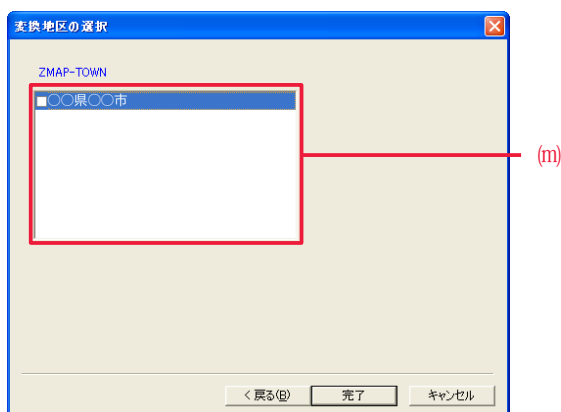 変換地区の選択
ZMAP-TOWN
○○県○○市
(m)
< 戻る(B)
完了
キャンセル